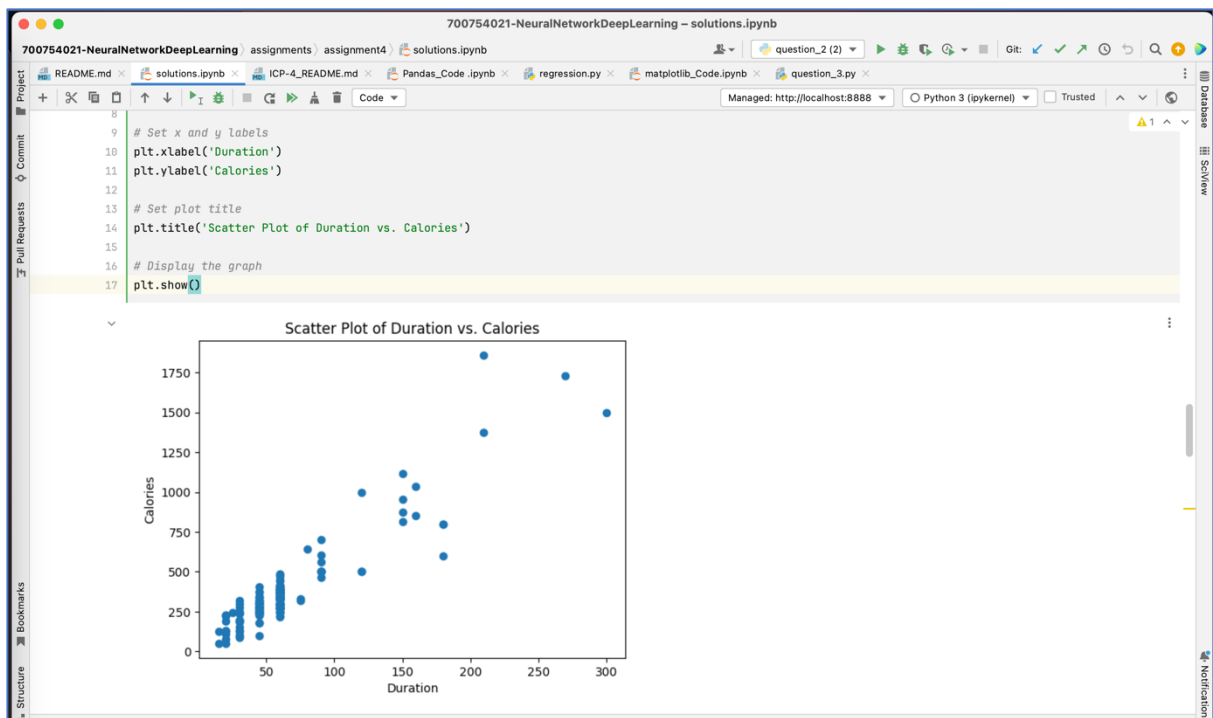 700754021-NeuralNetworkDeepLearning – solutions.ipynb
700754021-NeuralNetworkDeepLearning assignments assignment4 solutions.ipynb question_2 (2) Git:
README.md solutions.ipynb ICP-4_README.md Pandas_Code .ipynb regression.py matplotlib_Code.ipynb question_3.py
Code Managed: http://localhost:8888 Python 3 (ipykernel) Trusted
Project
Commit
Pull Requests
Bookmarks
Structure
8
9 # Set x and y labels
10 plt.xlabel('Duration')
11 plt.ylabel('Calories')
12
13 # Set plot title
14 plt.title('Scatter Plot of Duration vs. Calories')
15
16 # Display the graph
17 plt.show()
1
Scatter Plot of Duration vs. Calories
1750
1500
1250
1000
750
500
250
0
Calories
50 100 150 200 250 300
Duration
Database
SciView
Notifications